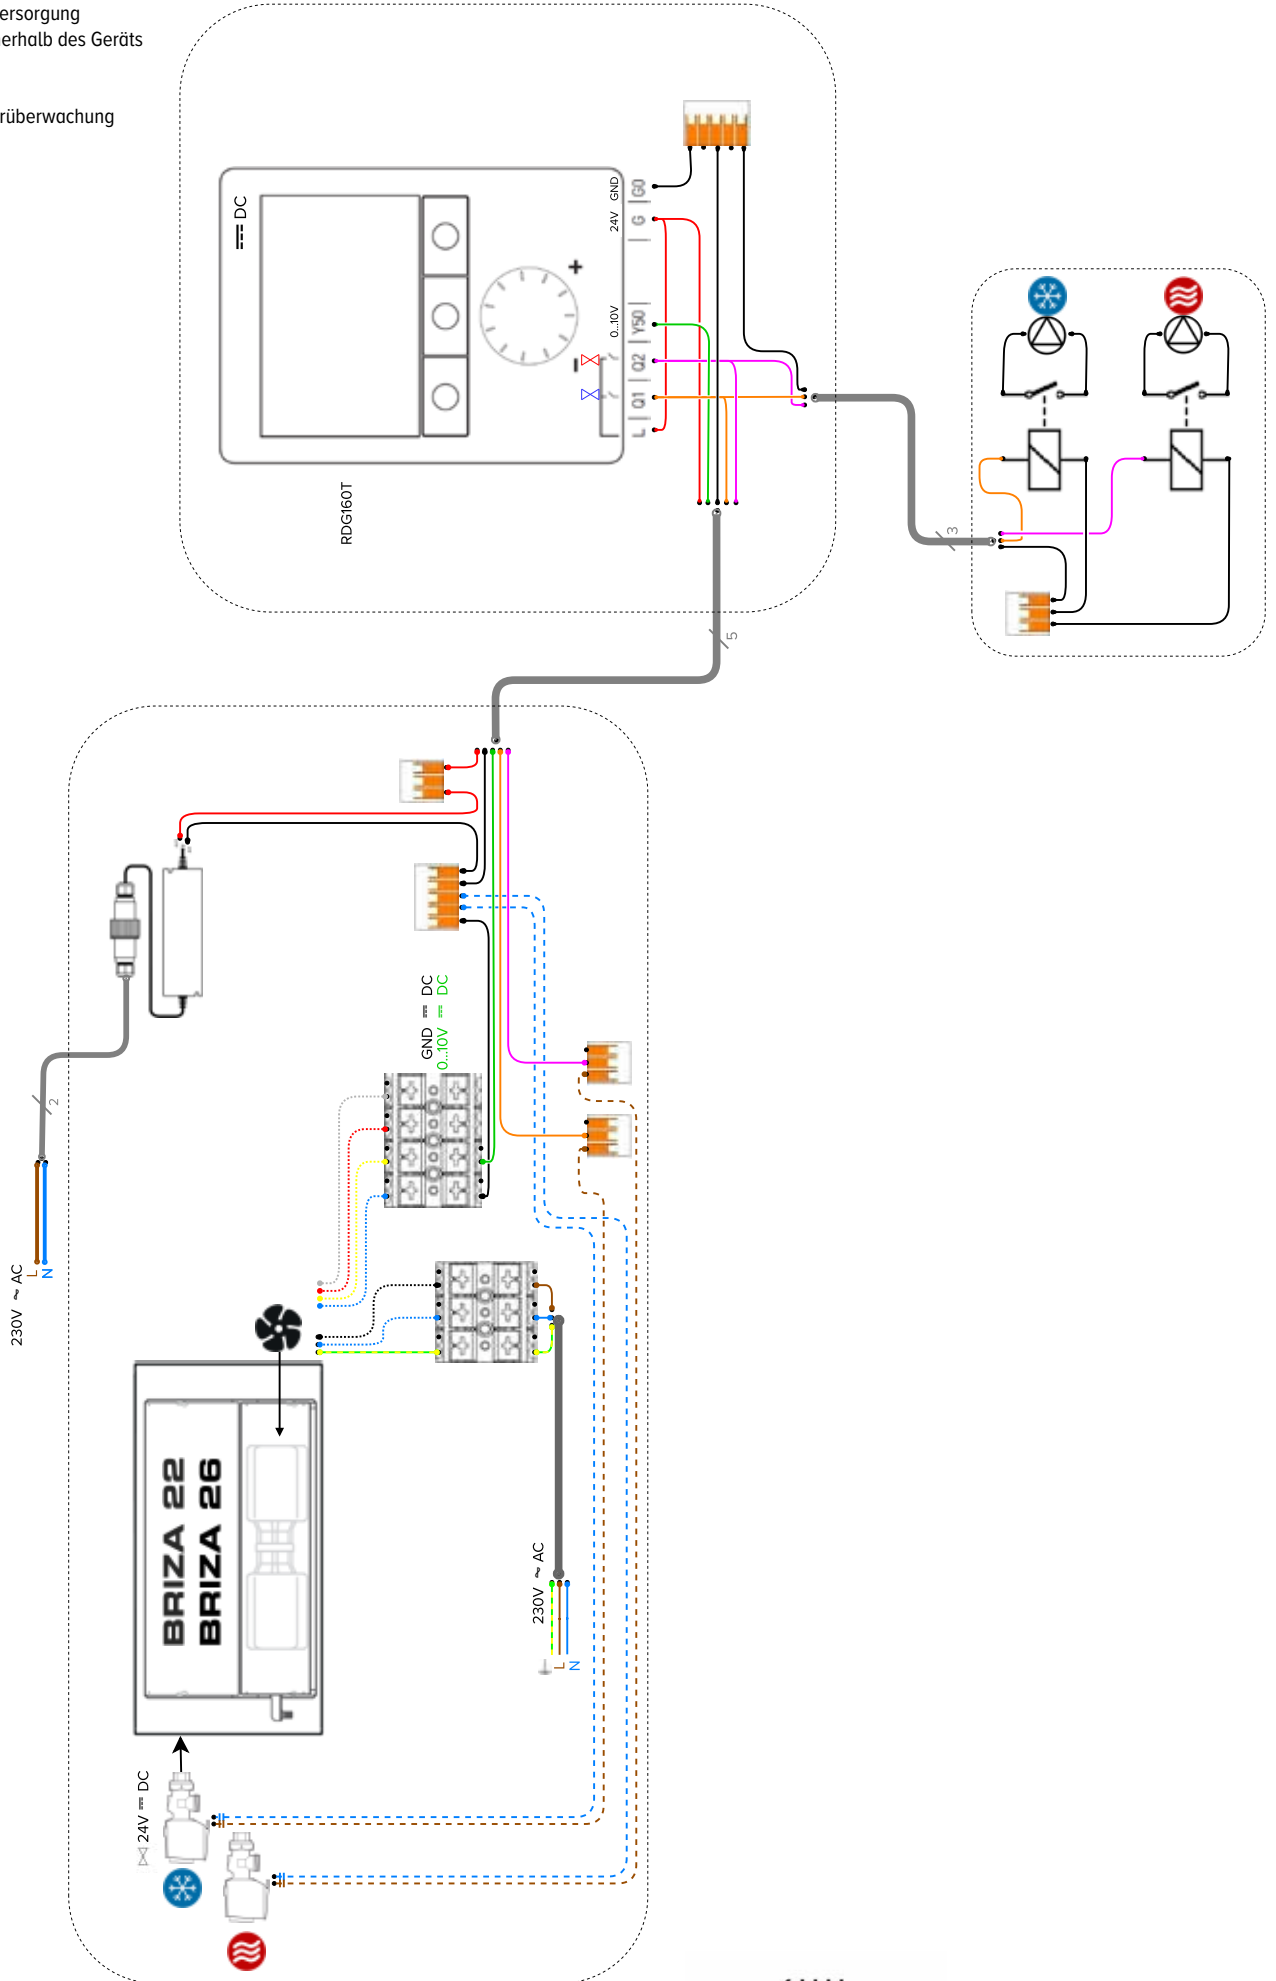 ersorgung
erhalb des Geräts
rüberwachung
DC
GND
24V
0...10V
G0
G
Y50
Q2
Q1
L
+
RDG160T
3
5
2
GND DC
0...10V DC
230V ~ AC
L
N
BRIZA 22
BRIZA 26
230V ~ AC
L
N
24V DC